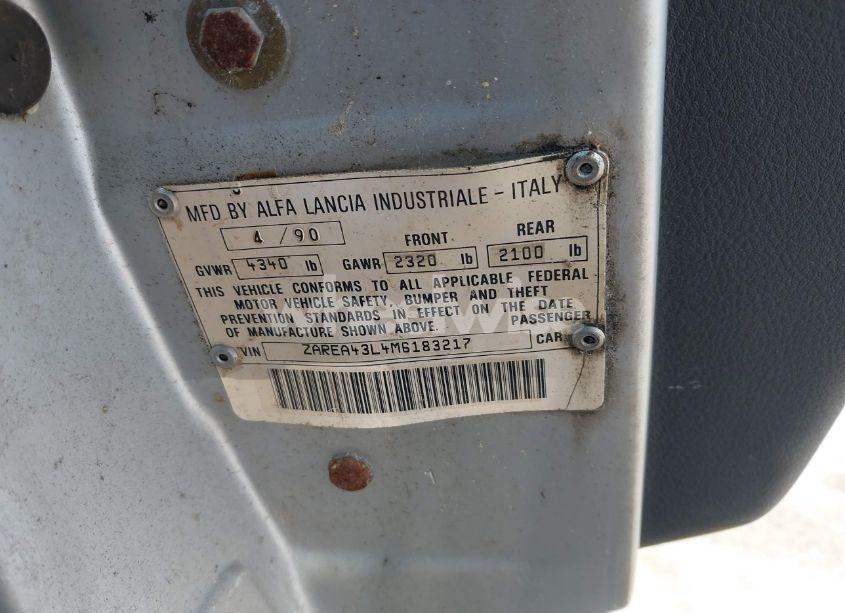 MFD BY ALFA LANCIA INDUSTRIALE - ITALY
4 / 90 FRONT REAR
GVWR 4340 lb GAWR 2320 lb 2100 lb
THIS VEHICLE CONFORMS TO ALL APPLICABLE FEDERAL
MOTOR VEHICLE SAFETY, BUMPER AND THEFT
PREVENTION STANDARDS IN EFFECT ON THE DATE
OF MANUFACTURE SHOWN ABOVE. PASSENGER
VIN ZAREA43L4M6183217 CAR